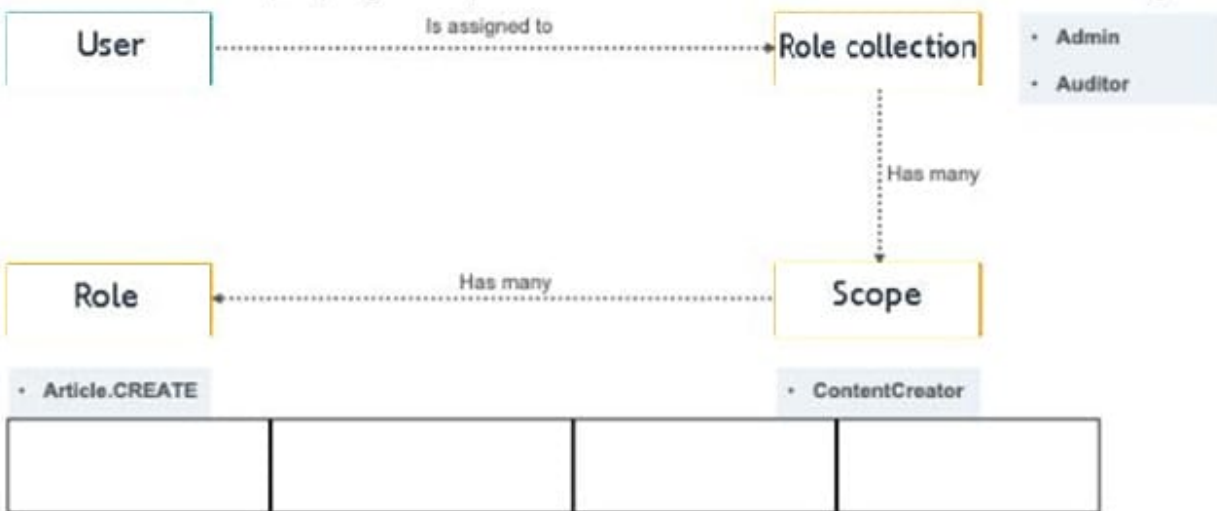 User
Is assigned to
Role collection
• Admin
• Auditor
Has many
Role
Has many
Scope
• Article.CREATE
• ContentCreator